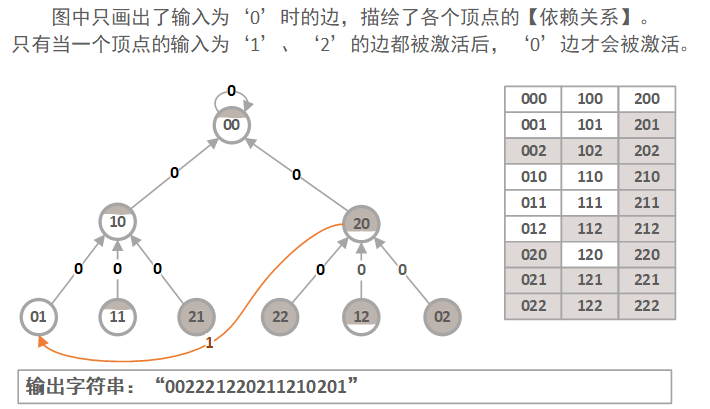 图中只画出了输入为‘0’时的边，描绘了各个顶点的【依赖关系】。
只有当一个顶点的输入为‘1’、‘2’的边都被激活后，‘0’边才会被激活。
0
00
0 0
10 20
0 0 0 0 0 0
01 11 21 22 12 02
1
000 100 200
001 101 201
002 102 202
010 110 210
011 111 211
012 112 212
020 120 220
021 121 221
022 122 222
输出字符串：“002221220211210201”